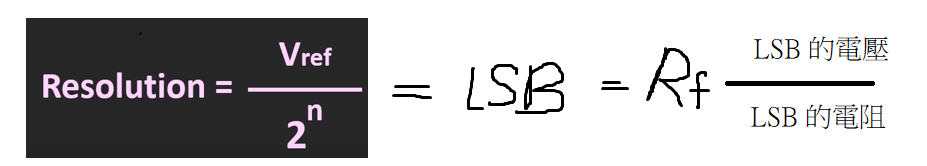 Resolution = Vref / 2^n = LSB = Rf LSB 的電壓 / LSB 的電阻